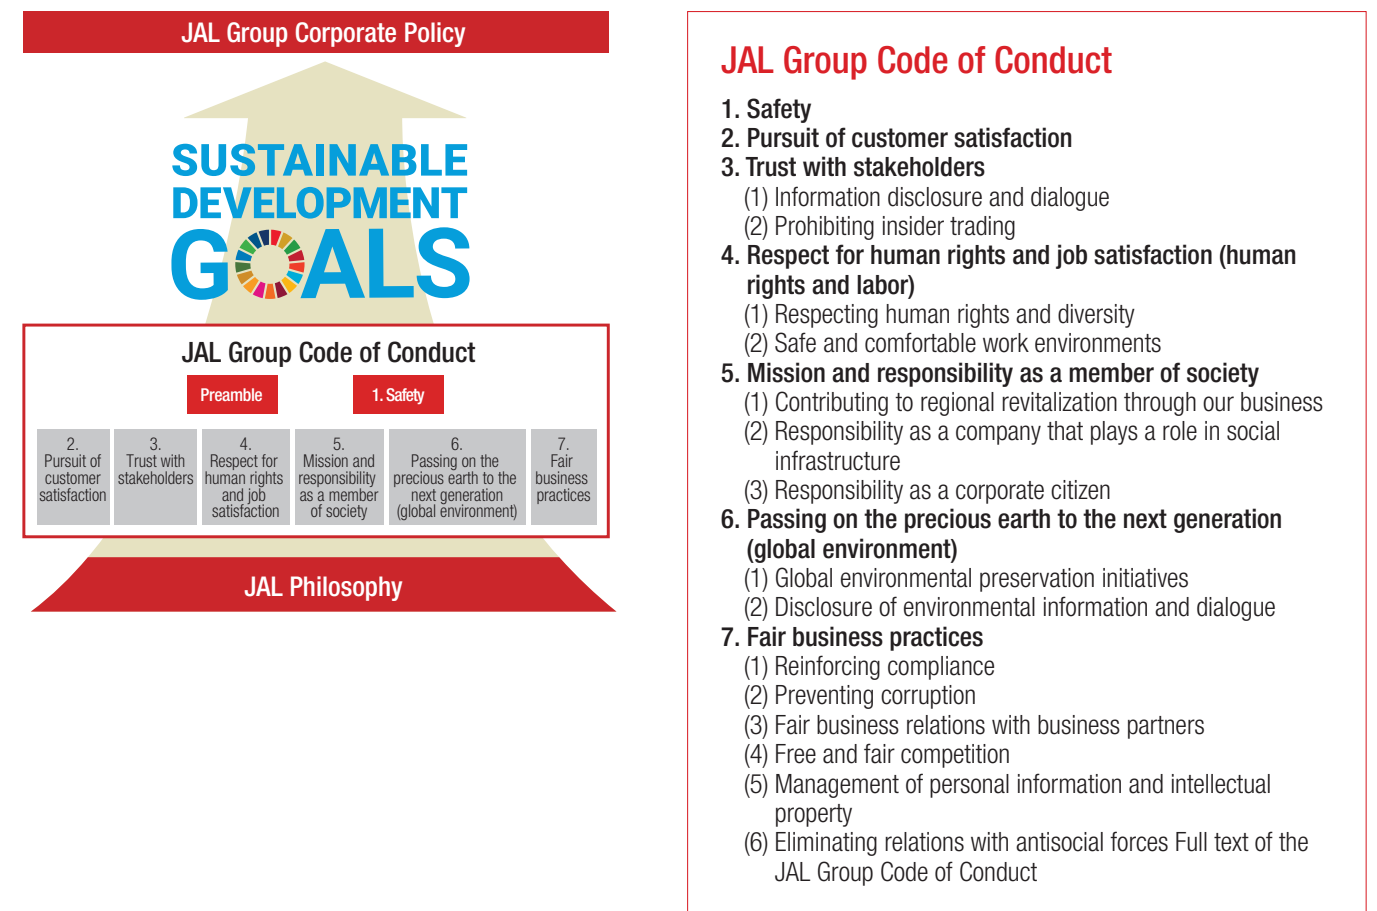 JAL Group Corporate Policy
SUSTAINABLE
DEVELOPMENT
GOALS
JAL Group Code of Conduct
Preamble
1. Safety
2.
Pursuit of
customer
satisfaction
3.
Trust with
stakeholders
4.
Respect for
human rights
and job
satisfaction
5.
Mission and
responsibility
as a member
of society
6.
Passing on the
precious earth to the
next generation
(global environment)
7.
Fair
business
practices
JAL Philosophy
JAL Group Code of Conduct
1. Safety
2. Pursuit of customer satisfaction
3. Trust with stakeholders
(1) Information disclosure and dialogue
(2) Prohibiting insider trading
4. Respect for human rights and job satisfaction (human
rights and labor)
(1) Respecting human rights and diversity
(2) Safe and comfortable work environments
5. Mission and responsibility as a member of society
(1) Contributing to regional revitalization through our business
(2) Responsibility as a company that plays a role in social
infrastructure
(3) Responsibility as a corporate citizen
6. Passing on the precious earth to the next generation
(global environment)
(1) Global environmental preservation initiatives
(2) Disclosure of environmental information and dialogue
7. Fair business practices
(1) Reinforcing compliance
(2) Preventing corruption
(3) Fair business relations with business partners
(4) Free and fair competition
(5) Management of personal information and intellectual
property
(6) Eliminating relations with antisocial forces Full text of the
JAL Group Code of Conduct